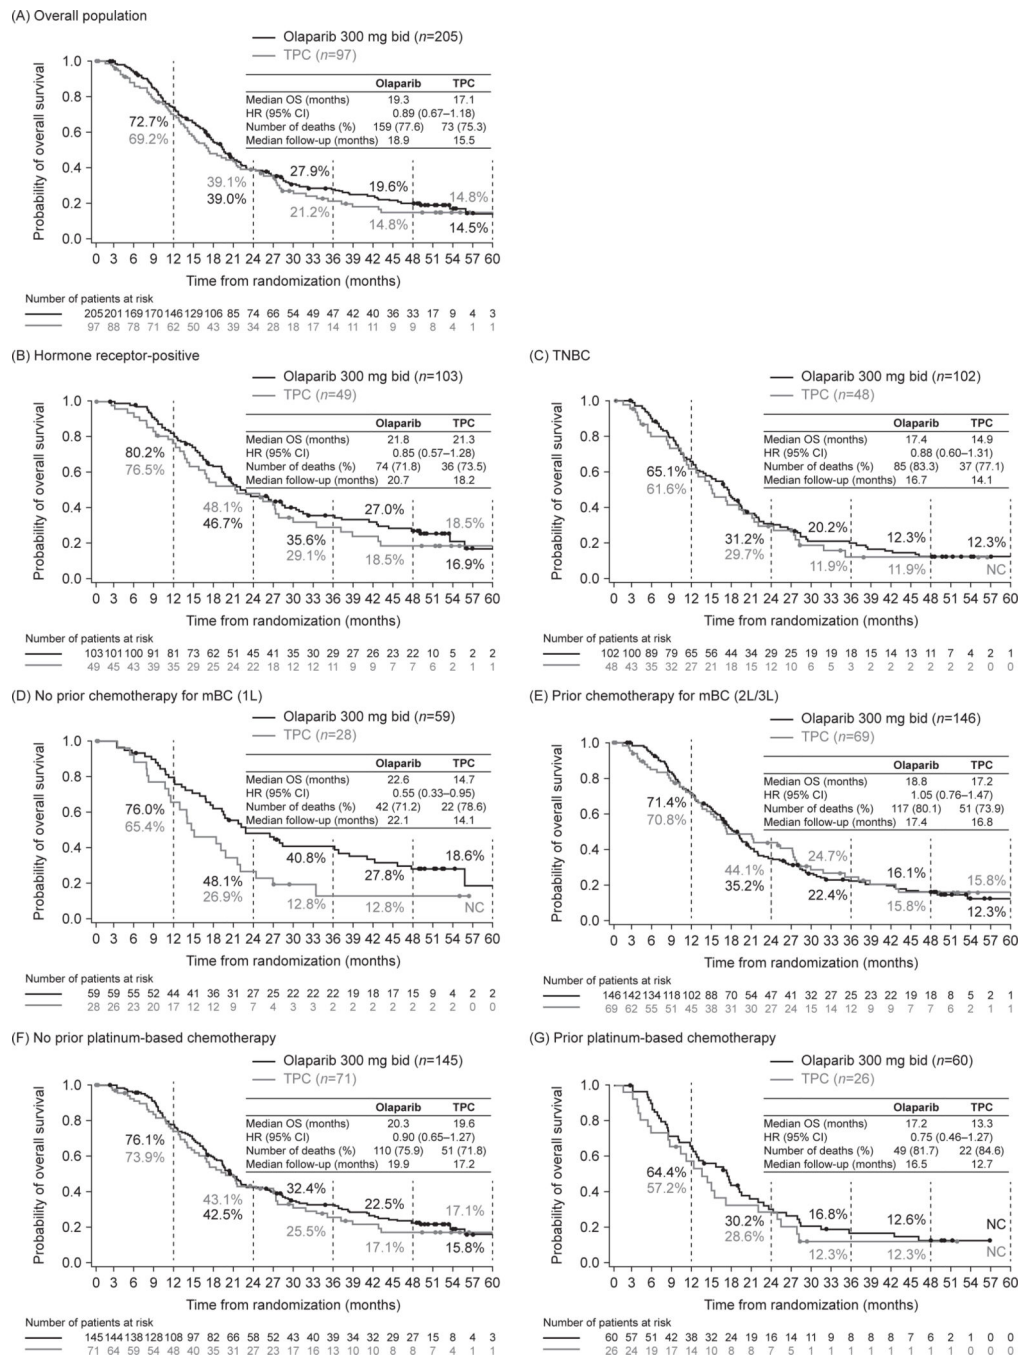 (A) Overall population
Olaparib 300 mg bid (n=205)
TPC (n=97)
Probability of overall survival
1.0
0.8
0.6
0.4
0.2
0.0
Olaparib TPC
Median OS (months) 19.3 17.1
HR (95% CI) 0.89 (0.67–1.18)
Number of deaths (%) 159 (77.6) 73 (75.3)
Median follow-up (months) 18.9 15.5
72.7%
69.2%
39.1%
39.0%
27.9%
21.2%
19.6%
14.8%
14.8%
14.5%
0 3 6 9 12 15 18 21 24 27 30 33 36 39 42 45 48 51 54 57 60
Time from randomization (months)
Number of patients at risk
205 201 169 170 146 129 106 85 74 66 54 49 47 42 40 36 33 17 9 4 3
97 88 78 71 62 50 43 39 34 28 18 17 14 11 11 9 9 8 4 1 1
(B) Hormone receptor-positive
Olaparib 300 mg bid (n=103)
TPC (n=49)
Probability of overall survival
1.0
0.8
0.6
0.4
0.2
0.0
Olaparib TPC
Median OS (months) 21.8 21.3
HR (95% CI) 0.85 (0.57–1.28)
Number of deaths (%) 74 (71.8) 36 (73.5)
Median follow-up (months) 20.7 18.2
80.2%
76.5%
48.1%
46.7%
35.6%
29.1%
27.0%
18.5%
18.5%
16.9%
0 3 6 9 12 15 18 21 24 27 30 33 36 39 42 45 48 51 54 57 60
Time from randomization (months)
Number of patients at risk
103 101 100 91 81 73 62 51 45 41 35 30 29 27 26 23 22 10 5 2 2
49 45 43 39 35 29 25 24 22 18 12 12 11 9 9 7 7 6 2 1 1
(C) TNBC
Olaparib 300 mg bid (n=102)
TPC (n=48)
Probability of overall survival
1.0
0.8
0.6
0.4
0.2
0.0
Olaparib TPC
Median OS (months) 17.4 14.9
HR (95% CI) 0.88 (0.60–1.31)
Number of deaths (%) 85 (83.3) 37 (77.1)
Median follow-up (months) 16.7 14.1
65.1%
61.6%
31.2%
29.7%
20.2%
11.9%
12.3%
11.9%
12.3%
NC
0 3 6 9 12 15 18 21 24 27 30 33 36 39 42 45 48 51 54 57 60
Time from randomization (months)
Number of patients at risk
102 100 89 79 65 56 44 34 29 25 19 19 18 15 14 13 11 7 4 2 1
48 43 35 32 27 21 18 15 12 10 6 5 3 2 2 2 2 2 2 0 0
(D) No prior chemotherapy for mBC (1L)
Olaparib 300 mg bid (n=59)
TPC (n=28)
Probability of overall survival
1.0
0.8
0.6
0.4
0.2
0.0
Olaparib TPC
Median OS (months) 22.6 14.7
HR (95% CI) 0.55 (0.33–0.95)
Number of deaths (%) 42 (71.2) 22 (78.6)
Median follow-up (months) 22.1 14.1
76.0%
65.4%
48.1%
26.9%
40.8%
12.8%
27.8%
12.8%
18.6%
NC
0 3 6 9 12 15 18 21 24 27 30 33 36 39 42 45 48 51 54 57 60
Time from randomization (months)
Number of patients at risk
59 59 55 52 44 41 36 31 27 25 22 22 22 19 18 17 15 9 4 2 2
28 26 23 20 17 12 12 9 7 4 3 3 2 2 2 2 2 2 2 0 0
(E) Prior chemotherapy for mBC (2L/3L)
Olaparib 300 mg bid (n=146)
TPC (n=69)
Probability of overall survival
1.0
0.8
0.6
0.4
0.2
0.0
Olaparib TPC
Median OS (months) 18.8 17.2
HR (95% CI) 1.05 (0.76–1.47)
Number of deaths (%) 117 (80.1) 51 (73.9)
Median follow-up (months) 17.4 16.8
71.4%
70.8%
44.1%
35.2%
24.7%
22.4%
16.1%
15.8%
15.8%
12.3%
0 3 6 9 12 15 18 21 24 27 30 33 36 39 42 45 48 51 54 57 60
Time from randomization (months)
Number of patients at risk
146 142 134 118 102 88 70 54 47 41 32 27 25 23 22 19 18 8 5 2 1
69 62 55 51 45 38 31 30 27 24 15 14 12 9 9 7 7 6 2 1 1
(F) No prior platinum-based chemotherapy
Olaparib 300 mg bid (n=145)
TPC (n=71)
Probability of overall survival
1.0
0.8
0.6
0.4
0.2
0.0
Olaparib TPC
Median OS (months) 20.3 19.6
HR (95% CI) 0.90 (0.65–1.27)
Number of deaths (%) 110 (75.9) 51 (71.8)
Median follow-up (months) 19.9 17.2
76.1%
73.9%
43.1%
42.5%
32.4%
25.5%
22.5%
17.1%
17.1%
15.8%
0 3 6 9 12 15 18 21 24 27 30 33 36 39 42 45 48 51 54 57 60
Time from randomization (months)
Number of patients at risk
145 144 138 128 108 97 82 66 58 52 43 40 39 34 32 29 27 15 8 4 3
71 64 59 54 48 40 35 31 27 23 17 16 13 10 10 8 8 7 4 1 1
(G) Prior platinum-based chemotherapy
Olaparib 300 mg bid (n=60)
TPC (n=26)
Probability of overall survival
1.0
0.8
0.6
0.4
0.2
0.0
Olaparib TPC
Median OS (months) 17.2 13.3
HR (95% CI) 0.75 (0.46–1.27)
Number of deaths (%) 49 (81.7) 22 (84.6)
Median follow-up (months) 16.5 12.7
64.4%
57.2%
30.2%
28.6%
16.8%
12.3%
12.6%
12.3%
NC
NC
0 3 6 9 12 15 18 21 24 27 30 33 36 39 42 45 48 51 54 57 60
Time from randomization (months)
Number of patients at risk
60 57 51 42 38 32 24 19 16 14 11 9 8 8 8 7 6 2 1 0 0
26 24 19 17 14 10 8 8 7 5 1 1 1 1 1 1 1 1 0 0 0